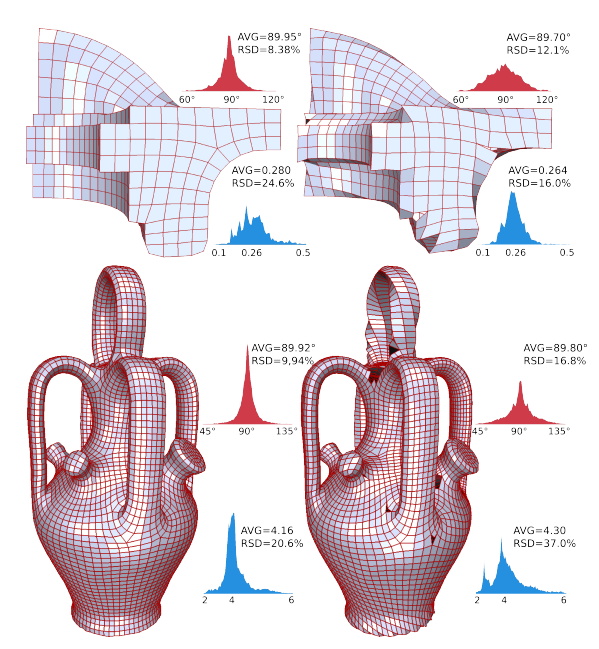 AVG=89.95°
RSD=8.38%
60° 90° 120°
AVG=89.70°
RSD=12.1%
60° 90° 120°
AVG=0.280
RSD=24.6%
0.1 0.26 0.5
AVG=0.264
RSD=16.0%
0.1 0.26 0.5
AVG=89.92°
RSD=9,94%
45° 90° 135°
AVG=89.80°
RSD=16.8%
45° 90° 135°
AVG=4.16
RSD=20.6%
2 4 6
AVG=4.30
RSD=37.0%
2 4 6